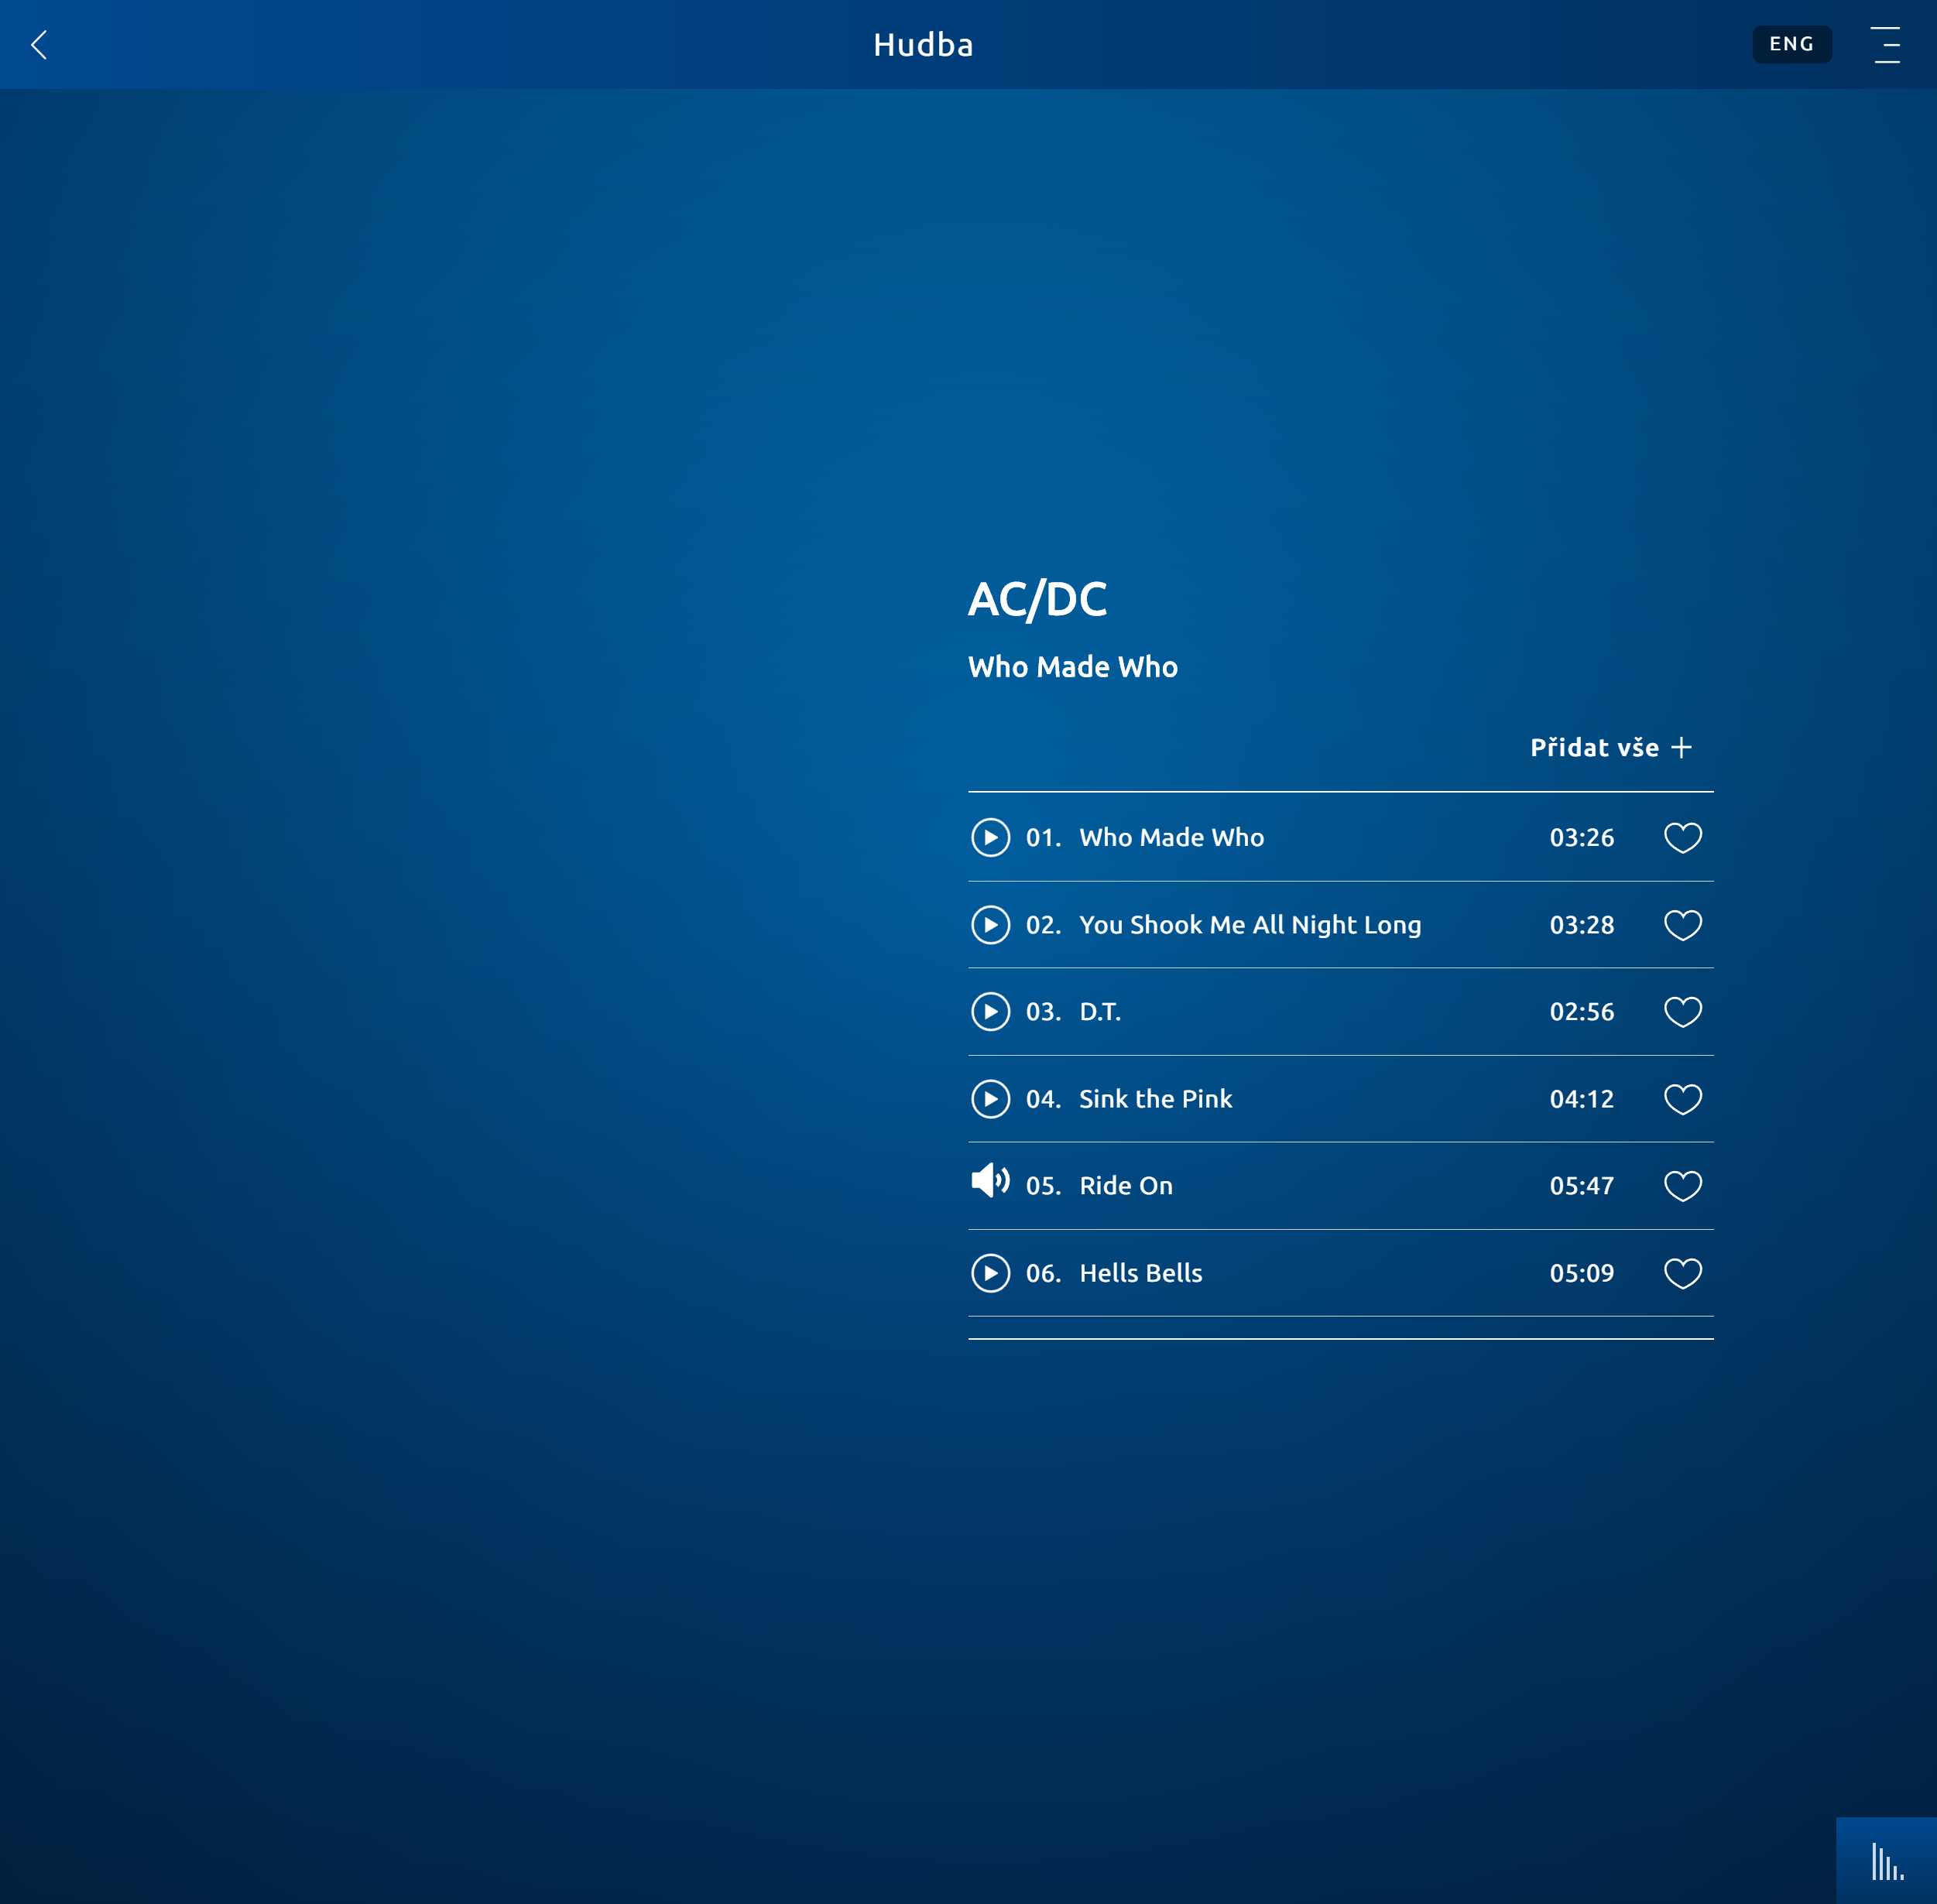 Hudba
ENG
AC/DC
Who Made Who
Přidat vše
01. Who Made Who 03:26
02. You Shook Me All Night Long 03:28
03. D.T. 02:56
04. Sink the Pink 04:12
05. Ride On 05:47
06. Hells Bells 05:09